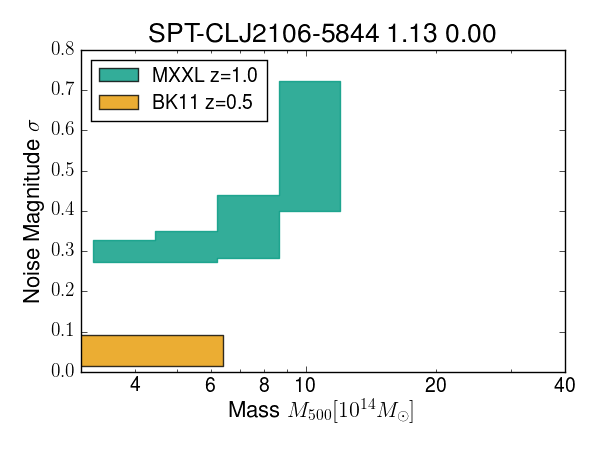 SPT-CLJ2106-5844 1.13 0.00
0.8
0.7
0.6
0.5
0.4
0.3
0.2
0.1
0.0
Noise Magnitude σ
MXXL z=1.0
BK11 z=0.5
4 6 8 10 20 40
Mass M₅₀₀[10¹⁴M⊙]